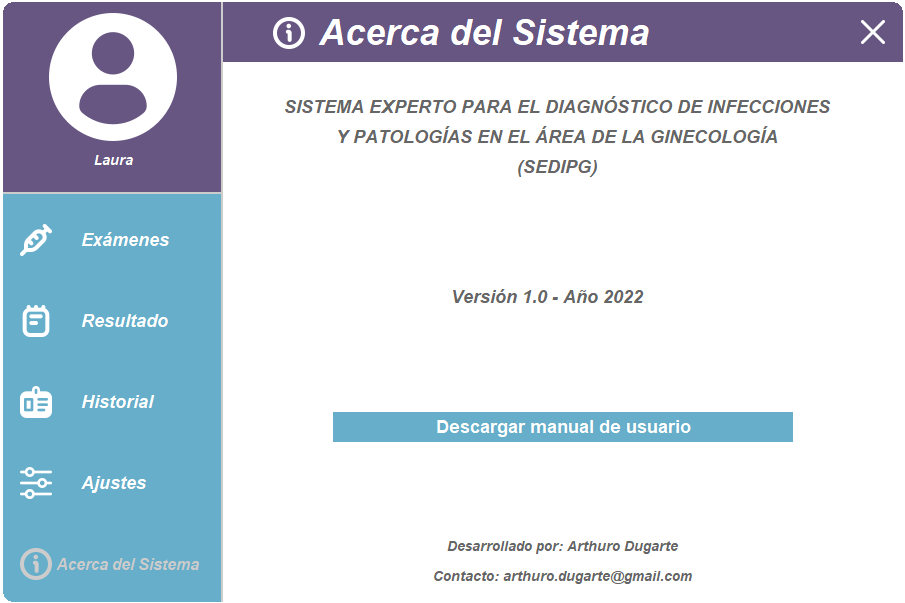 Acerca del Sistema
Laura
Exámenes
Resultado
Historial
Ajustes
Acerca del Sistema
SISTEMA EXPERTO PARA EL DIAGNÓSTICO DE INFECCIONES
Y PATOLOGÍAS EN EL ÁREA DE LA GINECOLOGÍA
(SEDIPG)
Versión 1.0 - Año 2022
Descargar manual de usuario
Desarrollado por: Arthuro Dugarte
Contacto: arthuro.dugarte@gmail.com